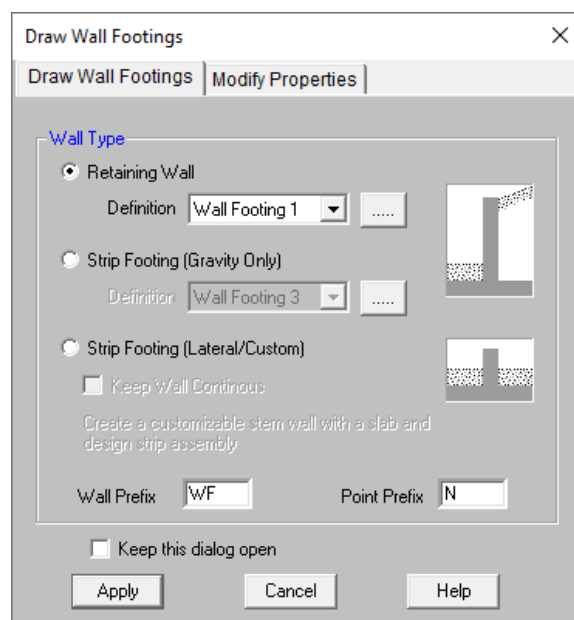 Draw Wall Footings
Draw Wall Footings Modify Properties
Wall Type
Retaining Wall
Definition Wall Footing 1 .....
Strip Footing (Gravity Only)
Definition Wall Footing 3 .....
Strip Footing (Lateral/Custom)
Keep Wall Continous
Create a customizable stem wall with a slab and
design strip assembly
Wall Prefix WF Point Prefix N
Keep this dialog open
Apply Cancel Help